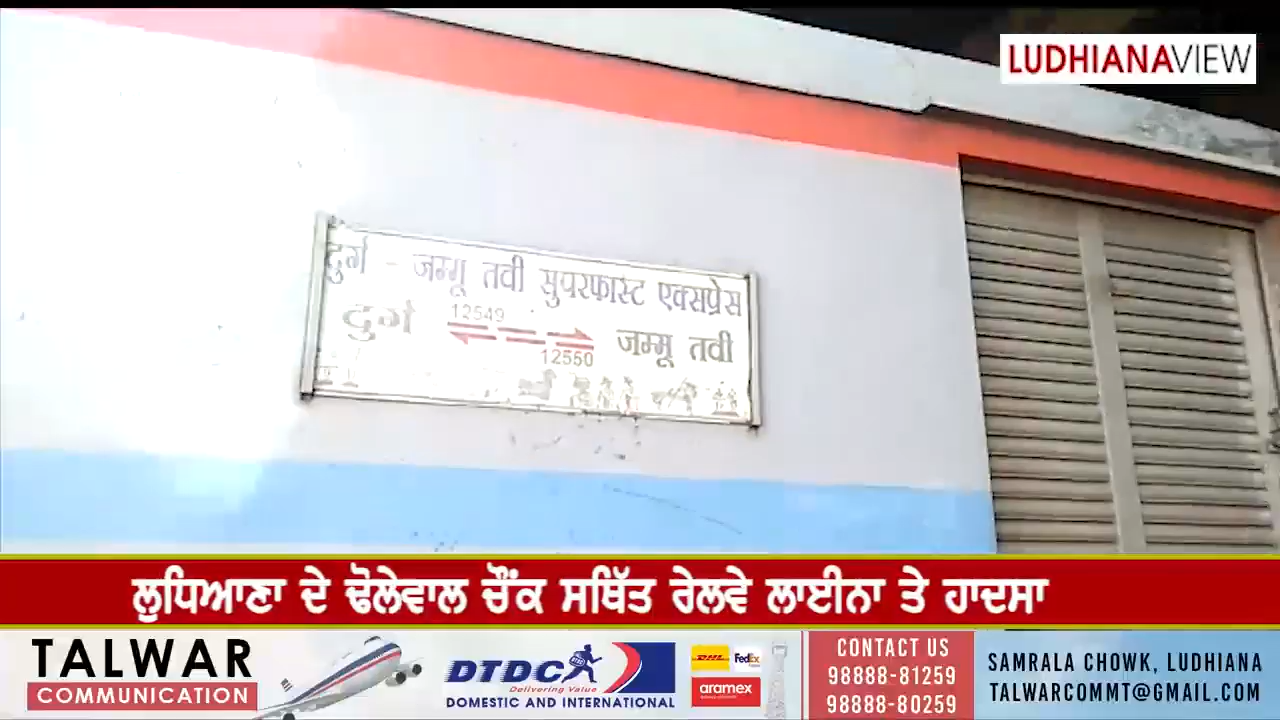 LUDHIANAVIEW
दुर्ग - जम्मू तवी सुपरफास्ट एक्सप्रेस
दुर्ग 12549 12550 जम्मू तवी
ਲੁਧਿਆਣਾ ਦੇ ਢੋਲੇਵਾਲ ਚੌਂਕ ਸਥਿੱਤ ਰੇਲਵੇ ਲਾਈਨਾ ਤੇ ਹਾਦਸਾ
TALWAR
COMMUNICATION
DTDC
Delivering Value
DOMESTIC AND INTERNATIONAL
DHL FedEx
aramex
CONTACT US
98888-81259
98888-80259
SAMRALA CHOWK, LUDHIANA
TALWARCOMMT@GMAIL.COM